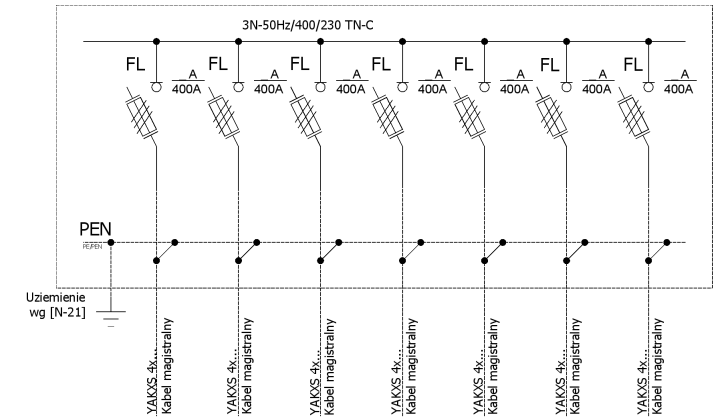 3N-50Hz/400/230 TN-C
FL _ A
400A
FL _ A
400A
FL _ A
400A
FL _ A
400A
FL _ A
400A
FL _ A
400A
FL _ A
400A
PEN
PE/PEN
Uziemienie
wg [N-21]
YAKXS 4x...
Kabel magistralny
YAKXS 4x...
Kabel magistralny
YAKXS 4x...
Kabel magistralny
YAKXS 4x...
Kabel magistralny
YAKXS 4x...
Kabel magistralny
YAKXS 4x...
Kabel magistralny
YAKXS 4x...
Kabel magistralny